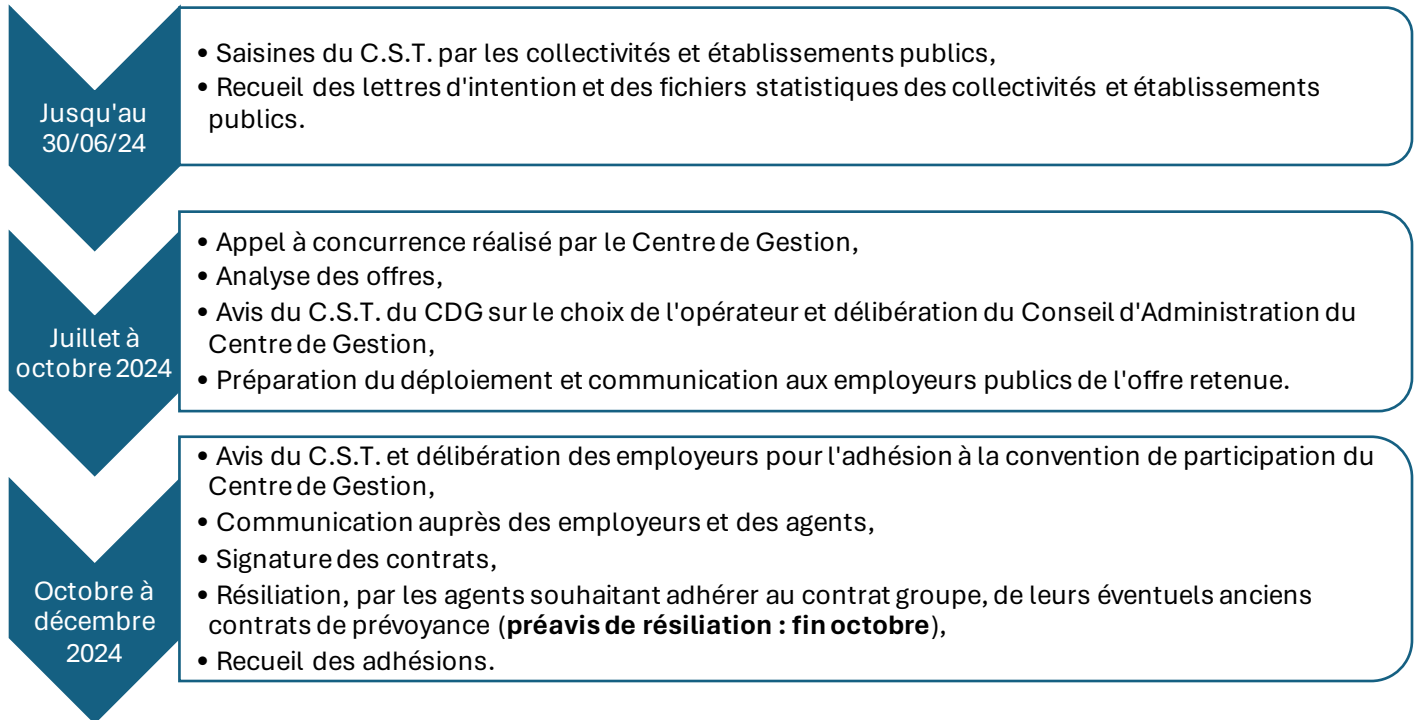 Jusqu'au
30/06/24
• Saisines du C.S.T. par les collectivités et établissements publics,
• Recueil des lettres d'intention et des fichiers statistiques des collectivités et établissements
publics.
Juillet à
octobre 2024
• Appel à concurrence réalisé par le Centre de Gestion,
• Analyse des offres,
• Avis du C.S.T. du CDG sur le choix de l'opérateur et délibération du Conseil d'Administration du
Centre de Gestion,
• Préparation du déploiement et communication aux employeurs publics de l'offre retenue.
Octobre à
décembre
2024
• Avis du C.S.T. et délibération des employeurs pour l'adhésion à la convention de participation du
Centre de Gestion,
• Communication auprès des employeurs et des agents,
• Signature des contrats,
• Résiliation, par les agents souhaitant adhérer au contrat groupe, de leurs éventuels anciens
contrats de prévoyance (préavis de résiliation : fin octobre),
• Recueil des adhésions.